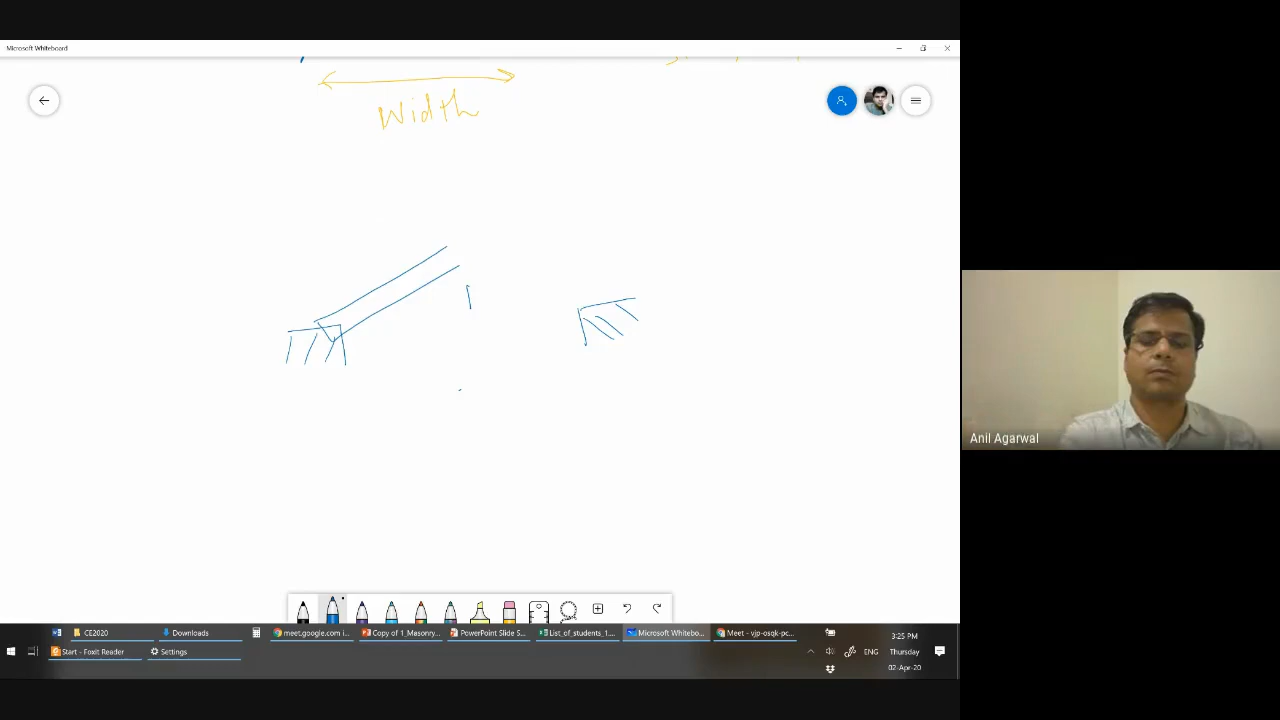 Microsoft Whiteboard
Width
Anil Agarwal
CE2020
Downloads
meet.google.com i...
Copy of 1_Masonry...
PowerPoint Slide S...
List_of_students_1...
Microsoft Whitebo...
Meet - vjp-osqk-pc...
3:25 PM
Start - Foxit Reader
Settings
ENG
Thursday
02-Apr-20